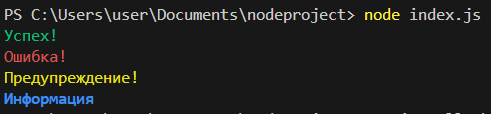 PS C:\Users\user\Documents\nodeproject> node index.js
Успех!
Ошибка!
Предупреждение!
Информация